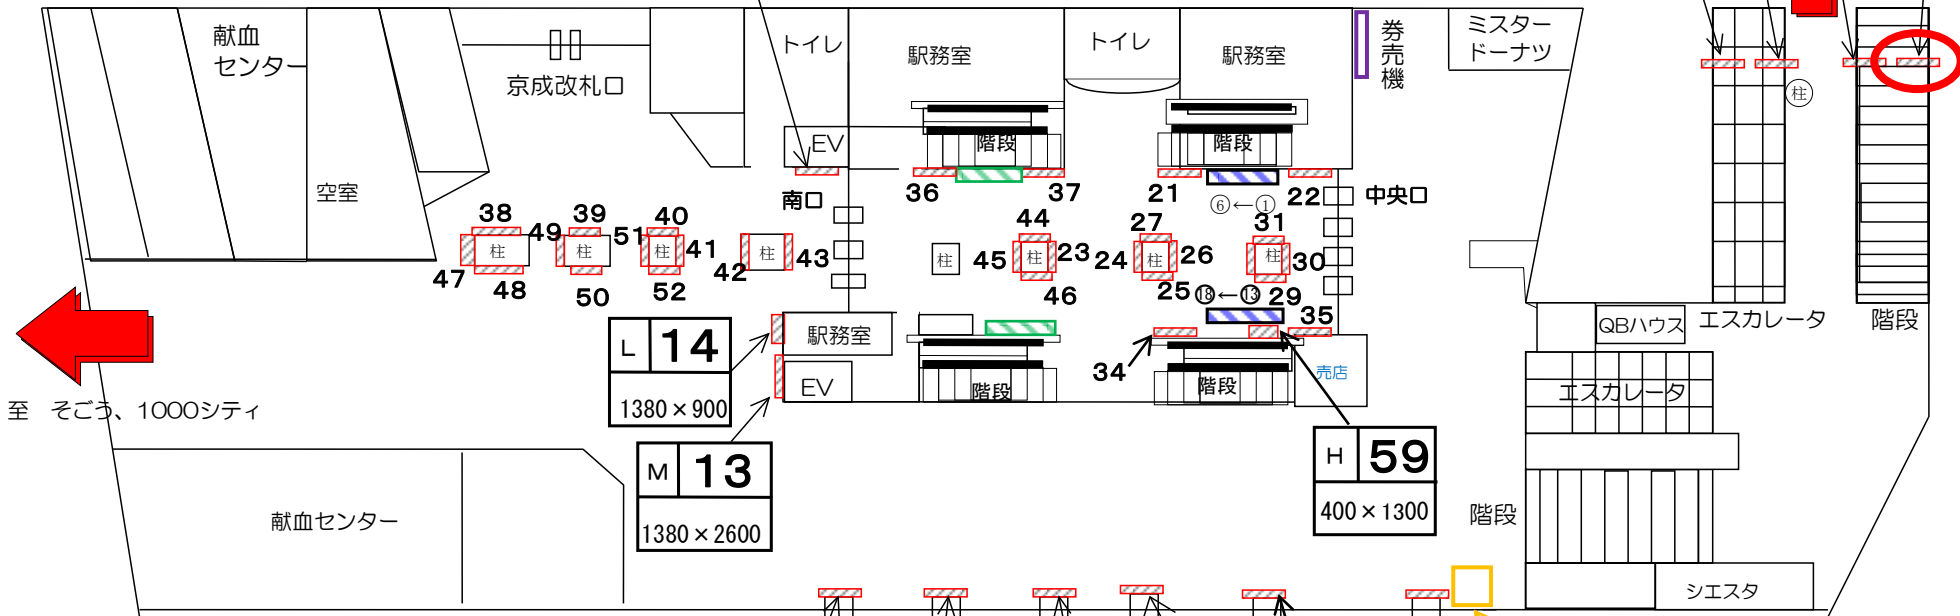 献血
センター
京成改札口
トイレ
駅務室
トイレ
駅務室
券売機
ミスター
ドーナツ
柱
EV
階段
階段
空室
南口
36
37
21
22
中央口
⑥←①
38
49
39
51
40
44
27
31
柱
柱
柱
41
柱
43
柱
45
柱
23
24
柱
26
柱
30
47
48
50
52
42
46
25
⑱←⑬
29
35
駅務室
EV
階段
34
階段
売店
QBハウス
エスカレータ
階段
エスカレータ
L 14
1380×900
至 そごう、1000シティ
M 13
1380×2600
H 59
400×1300
献血センター
階段
シエスタ